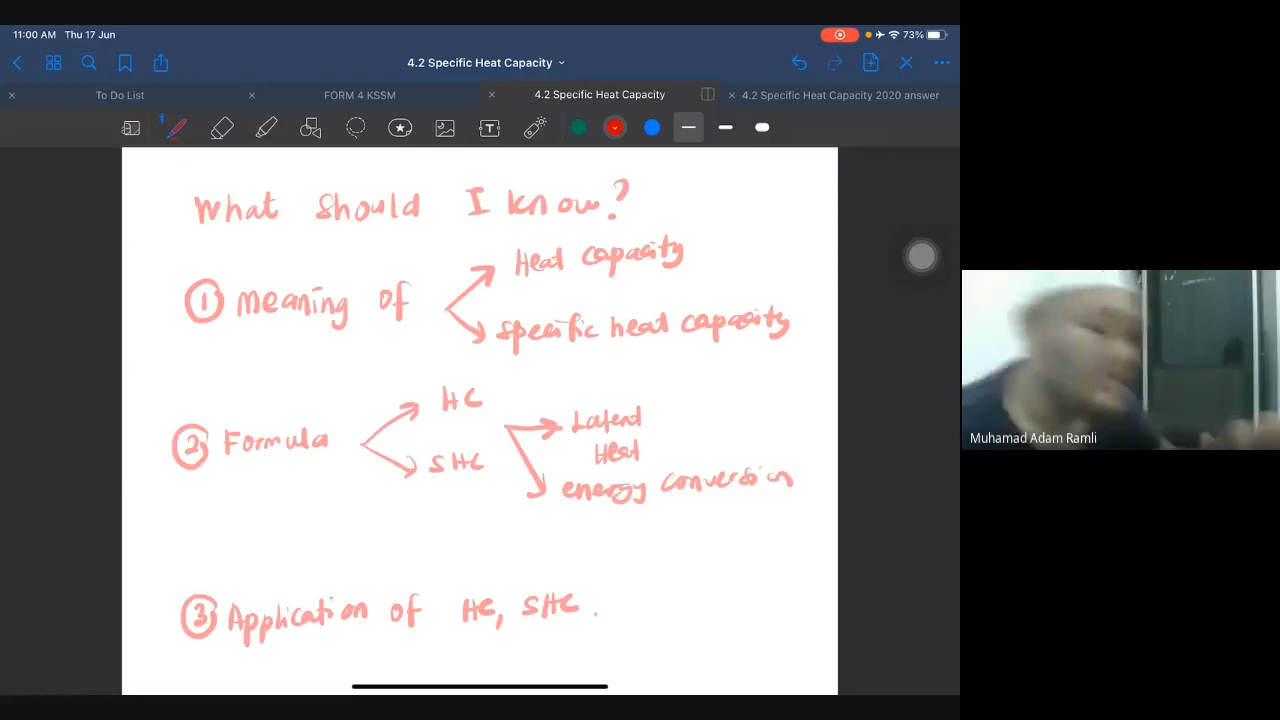 11:00 AM Thu 17 Jun
73%
4.2 Specific Heat Capacity
To Do List
FORM 4 KSSM
4.2 Specific Heat Capacity
4.2 Specific Heat Capacity 2020 answer
What should I know?
Heat capacity
① Meaning of
specific heat capacity
HC
Latent
② Formula
Heat
SHC
energy conversion
③ Application of HC, SHC.
Muhamad Adam Ramli